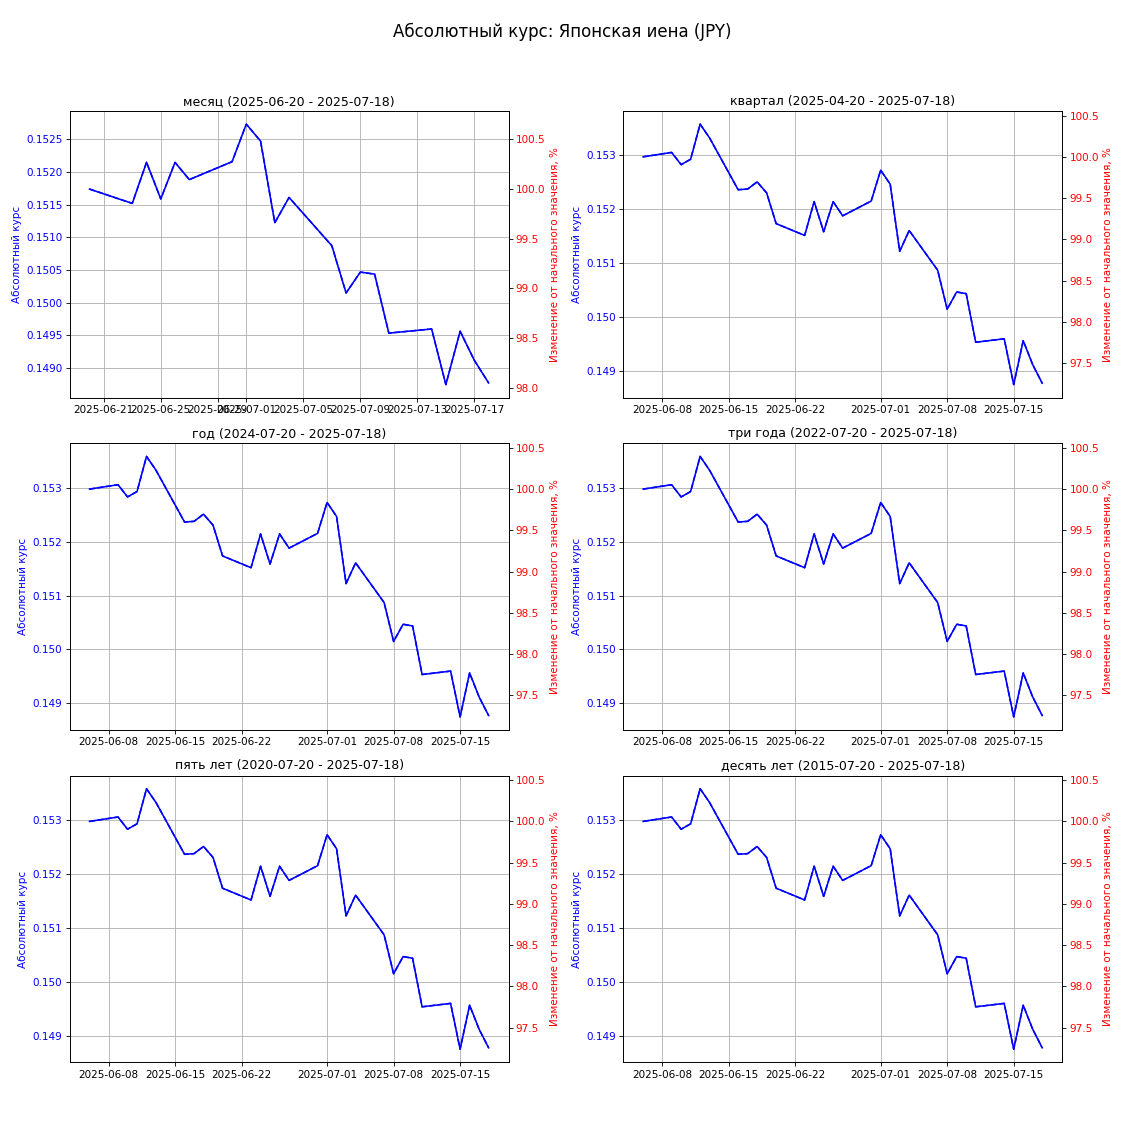 Абсолютный курс: Японская иена (JPY)
месяц (2025-06-20 - 2025-07-18)
Абсолютный курс
0.1525
0.1520
0.1515
0.1510
0.1505
0.1500
0.1495
0.1490
100.5
100.0
99.5
99.0
98.5
98.0
Изменение от начального значения, %
2025-06-21 2025-06-25 2025-06-29 2025-07-01 2025-07-05 2025-07-09 2025-07-13 2025-07-17
квартал (2025-04-20 - 2025-07-18)
Абсолютный курс
0.153
0.152
0.151
0.150
0.149
100.5
100.0
99.5
99.0
98.5
98.0
97.5
Изменение от начального значения, %
2025-06-08 2025-06-15 2025-06-22 2025-07-01 2025-07-08 2025-07-15
год (2024-07-20 - 2025-07-18)
Абсолютный курс
0.153
0.152
0.151
0.150
0.149
100.5
100.0
99.5
99.0
98.5
98.0
97.5
Изменение от начального значения, %
2025-06-08 2025-06-15 2025-06-22 2025-07-01 2025-07-08 2025-07-15
три года (2022-07-20 - 2025-07-18)
Абсолютный курс
0.153
0.152
0.151
0.150
0.149
100.5
100.0
99.5
99.0
98.5
98.0
97.5
Изменение от начального значения, %
2025-06-08 2025-06-15 2025-06-22 2025-07-01 2025-07-08 2025-07-15
пять лет (2020-07-20 - 2025-07-18)
Абсолютный курс
0.153
0.152
0.151
0.150
0.149
100.5
100.0
99.5
99.0
98.5
98.0
97.5
Изменение от начального значения, %
2025-06-08 2025-06-15 2025-06-22 2025-07-01 2025-07-08 2025-07-15
десять лет (2015-07-20 - 2025-07-18)
Абсолютный курс
0.153
0.152
0.151
0.150
0.149
100.5
100.0
99.5
99.0
98.5
98.0
97.5
Изменение от начального значения, %
2025-06-08 2025-06-15 2025-06-22 2025-07-01 2025-07-08 2025-07-15